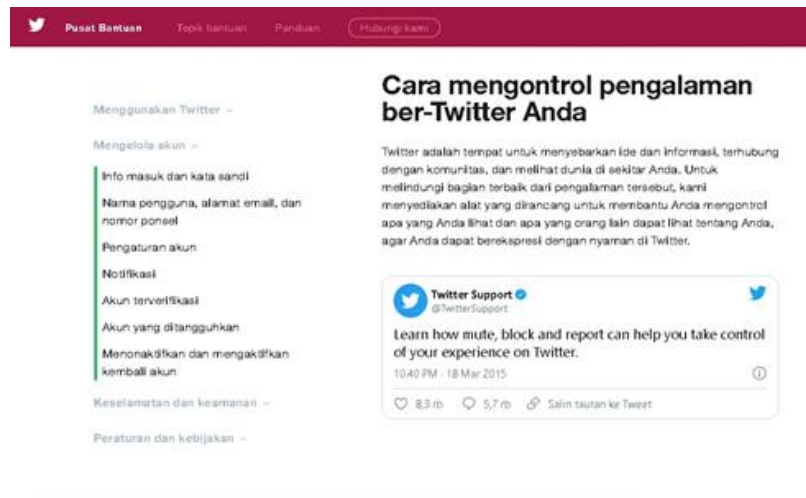 Pusat Bantuan Topik bantuan Panduan Hubungi kami
Menggunakan Twitter
Mengelola akun
Info masuk dan kata sandi
Nama pengguna, alamat email, dan
nomor ponsel
Pengaturan akun
Notifikasi
Akun terverifikasi
Akun yang ditangguhkan
Menonaktifkan dan mengaktifkan
kembali akun
Keselamatan dan keamanan
Peraturan dan kebijakan
Cara mengontrol pengalaman
ber-Twitter Anda
Twitter adalah tempat untuk menyebarkan ide dan informasi, terhubung
dengan komunitas, dan melihat dunia di sekitar Anda. Untuk
melindungi bagian terbaik dari pengalaman tersebut, kami
menyediakan alat yang dirancang untuk membantu Anda mengontrol
apa yang Anda lihat dan apa yang orang lain dapat lihat tentang Anda,
agar Anda dapat berekspresi dengan nyaman di Twitter.
Twitter Support
@TwitterSupport
Learn how mute, block and report can help you take control
of your experience on Twitter.
10.40 PM · 18 Mar 2015
8,3 rb 5,7 rb Salin tautan ke Tweet